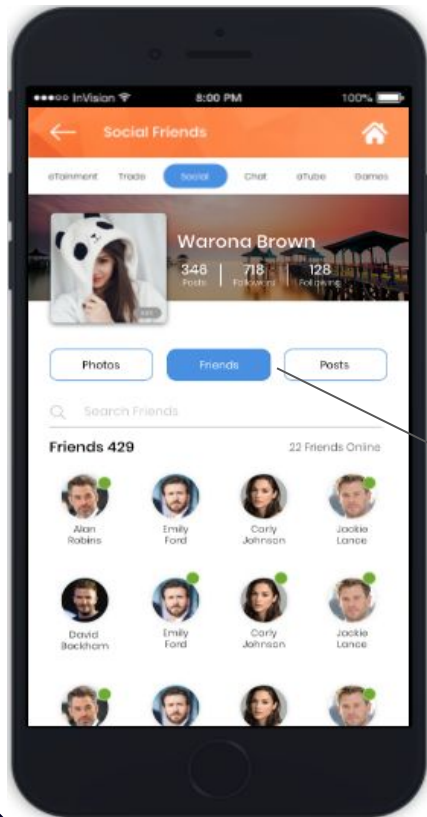 InVision 8:00 PM 100%
Social Friends
eTainment Trade Social Chat eTube Games
Warona Brown
346 718 128
Posts Followers Following
Photos Friends Posts
Search Friends
Friends 429 22 Friends Online
Alan Emily Carly Jackie
Robins Ford Johnson Lance
David Emily Carly Jackie
Beckham Ford Johnson Lance